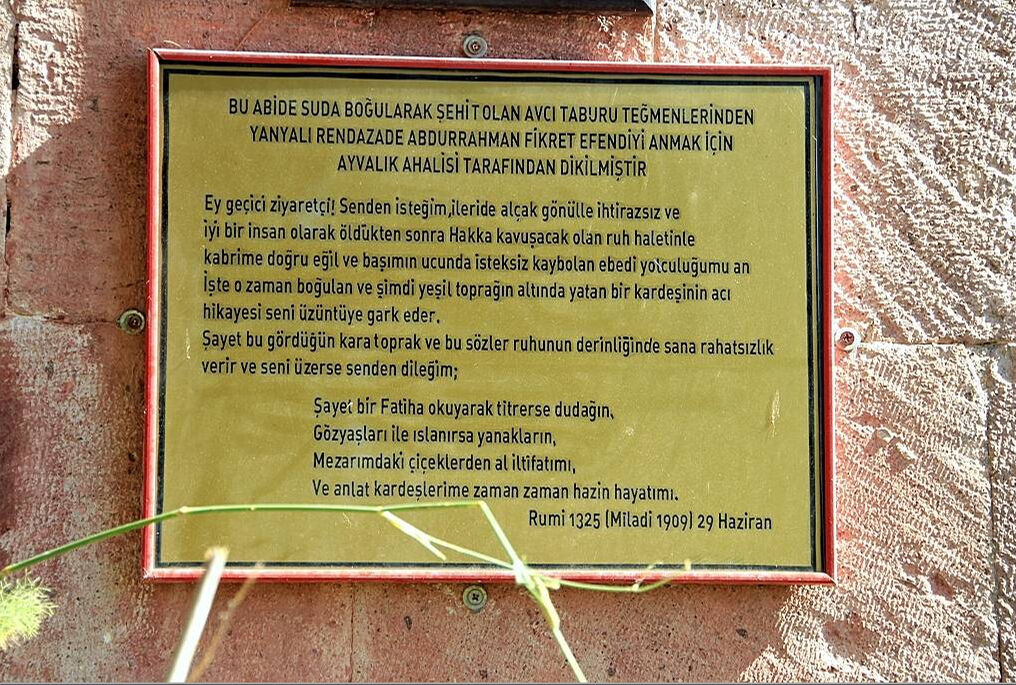 BU ABİDE SUDA BOĞULARAK ŞEHİT OLAN AVCI TABURU TEĞMENLERİNDEN
YANYALI RENDAZADE ABDURRAHMAN FİKRET EFENDİYİ ANMAK İÇİN
AYVALIK AHALİSİ TARAFINDAN DİKİLMİŞTİR
Ey geçici ziyaretçi! Senden isteğim,ileride alçak gönülle ihtirazsız ve
iyi bir insan olarak öldükten sonra Hakka kavuşacak olan ruh haletinle
kabrime doğru eğil ve başımın ucunda isteksiz kaybolan ebedi yolculuğumu an
İşte o zaman boğulan ve şimdi yeşil toprağın altında yatan bir kardeşinin acı
hikayesi seni üzüntüye gark eder.
Şayet bu gördüğün kara toprak ve bu sözler ruhunun derinliğinde sana rahatsızlık
verir ve seni üzerse senden dileğim;
Şayet bir Fatiha okuyarak titrerse dudağın,
Gözyaşları ile ıslanırsa yanakların,
Mezarımdaki çiçeklerden al iltifatımı,
Ve anlat kardeşlerime zaman zaman hazin hayatımı.
Rumi 1325 (Miladi 1909) 29 Haziran